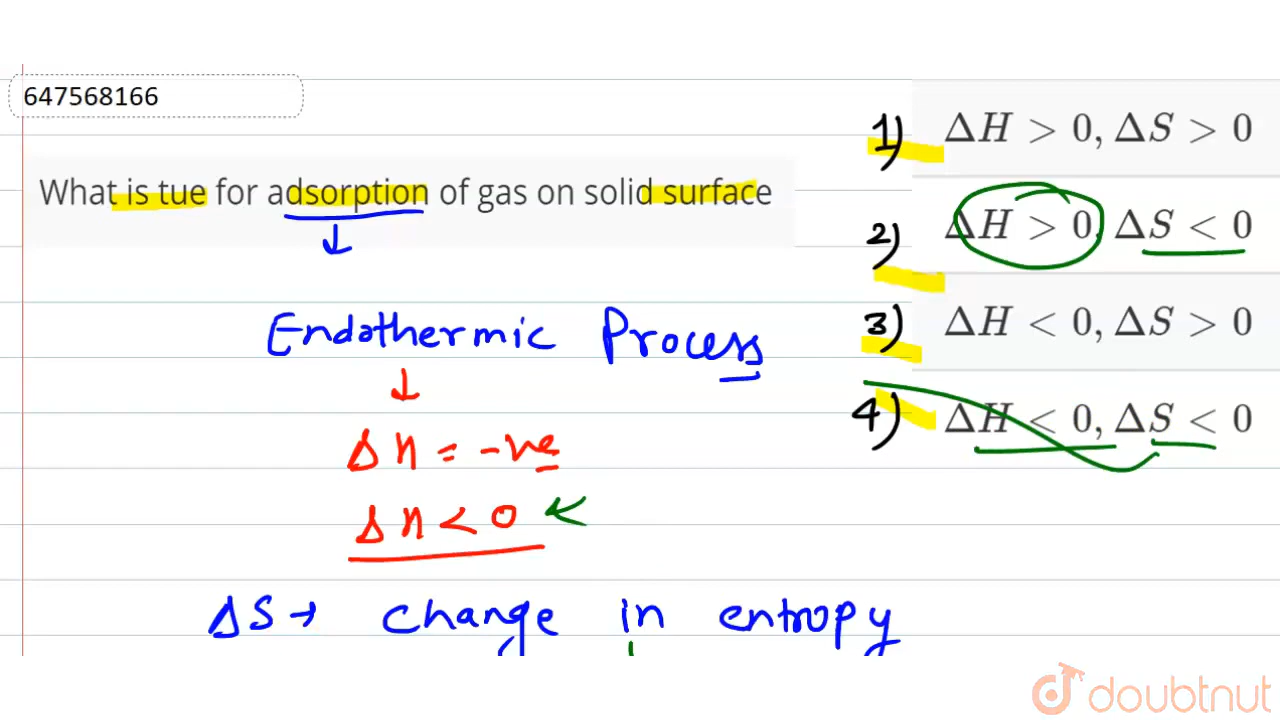 647568166
What is tue for adsorption of gas on solid surface
↓
Endothermic Process
↓
ΔH = -ve
ΔH < 0
ΔS → change in entropy
1) ΔH > 0, ΔS > 0
2) ΔH > 0, ΔS < 0
3) ΔH < 0, ΔS > 0
4) ΔH < 0, ΔS < 0
doubtnut